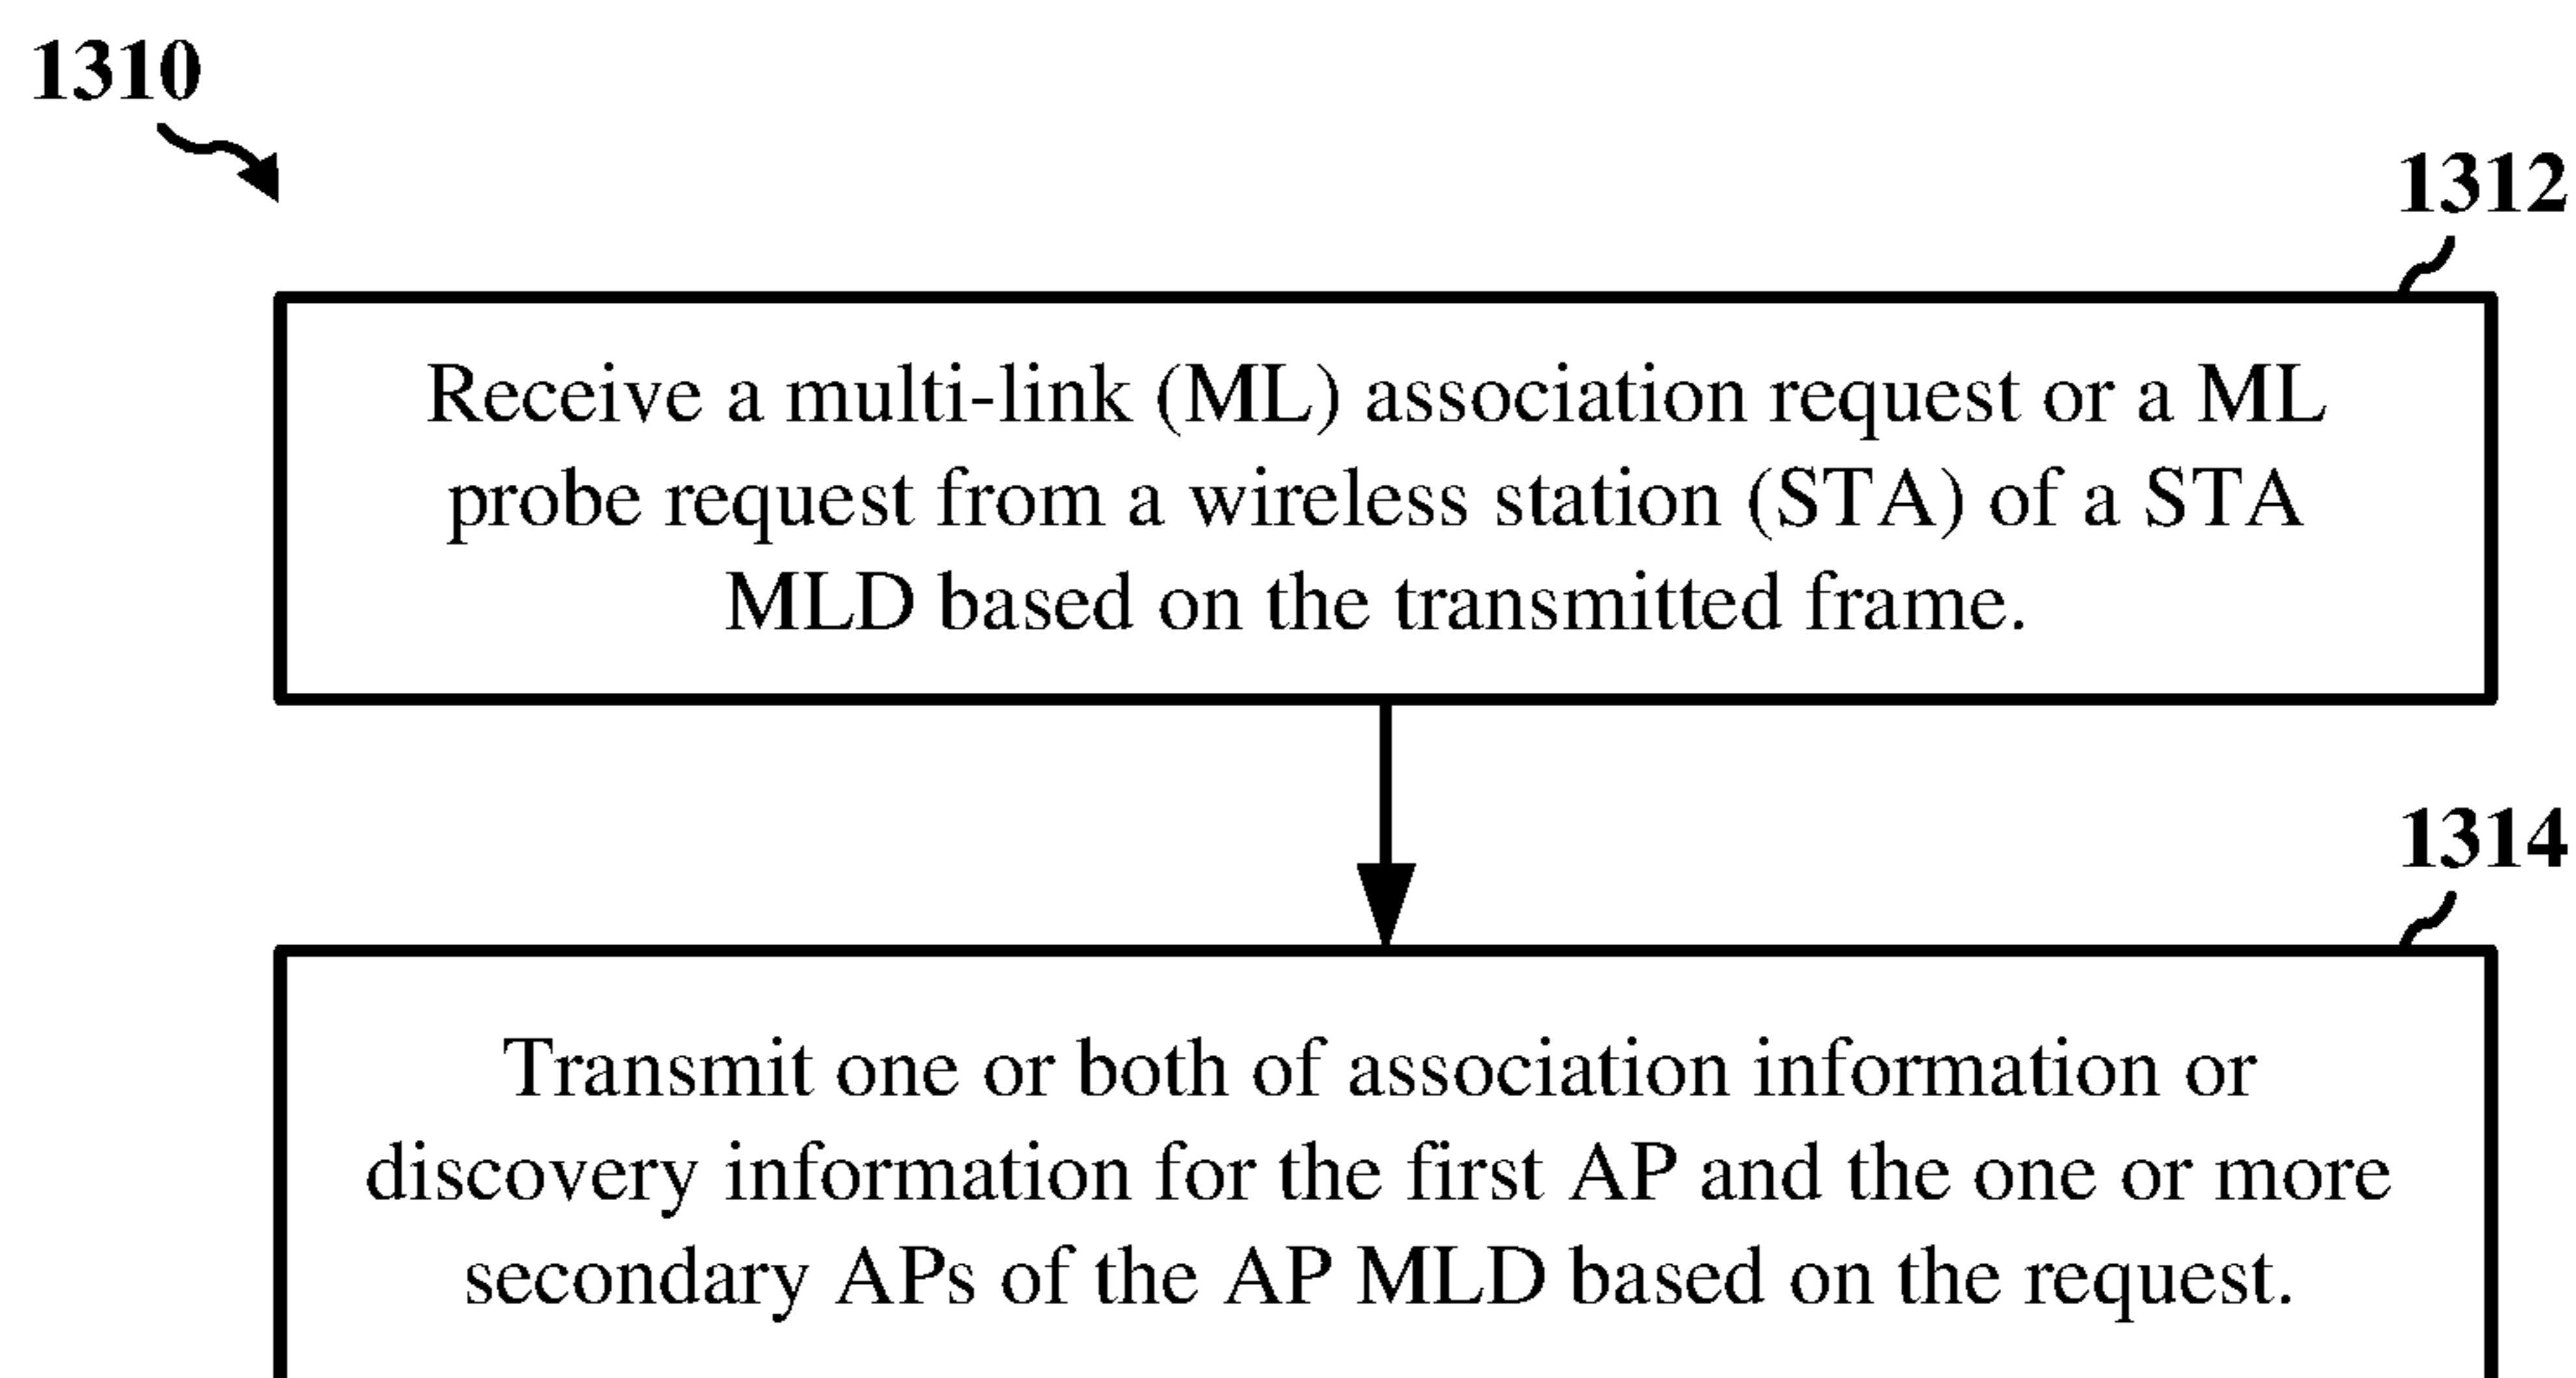 1310
1312
Receive a multi-link (ML) association request or a ML
probe request from a wireless station (STA) of a STA
MLD based on the transmitted frame.
1314
Transmit one or both of association information or
discovery information for the first AP and the one or more
secondary APs of the AP MLD based on the request.